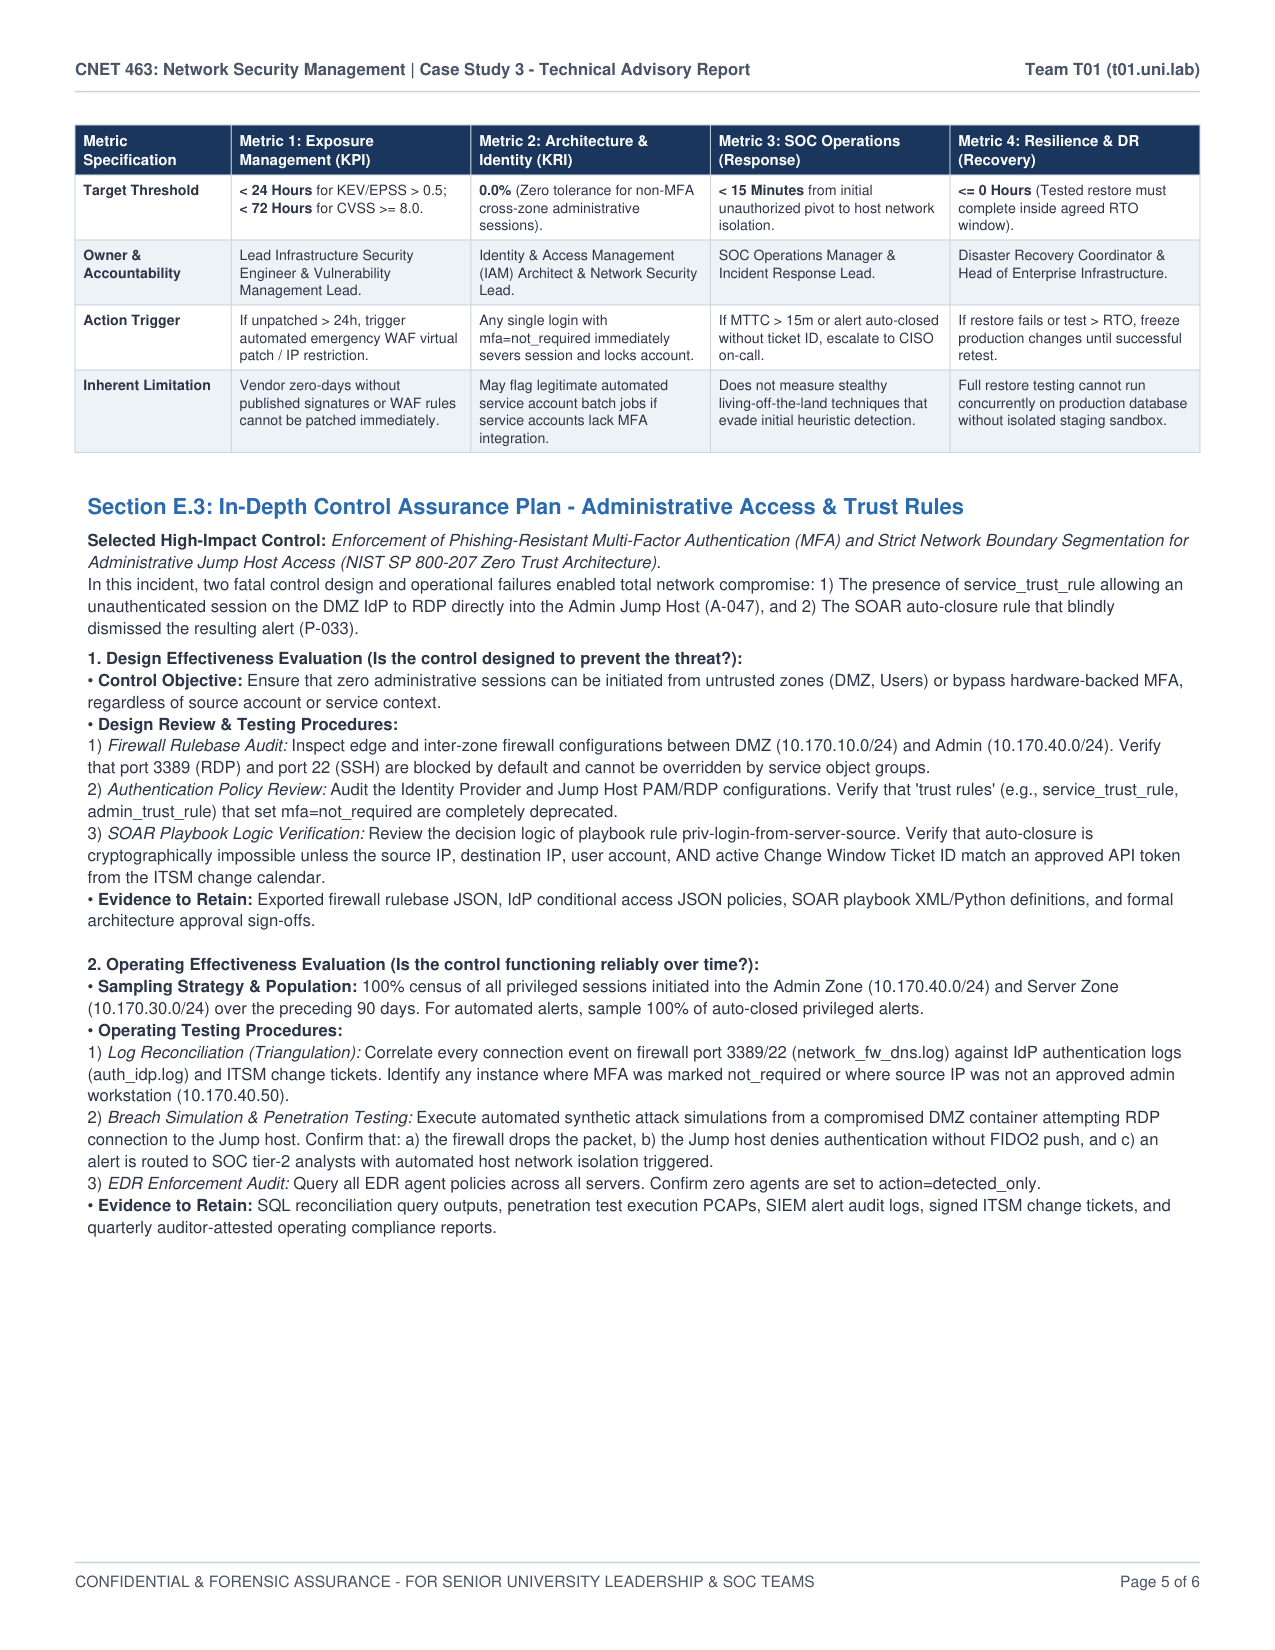 CNET 463: Network Security Management | Case Study 3 - Technical Advisory Report
Team T01 (t01.uni.lab)
Metric Specification
Metric 1: Exposure Management (KPI)
Metric 2: Architecture & Identity (KRI)
Metric 3: SOC Operations (Response)
Metric 4: Resilience & DR (Recovery)
Target Threshold
< 24 Hours for KEV/EPSS > 0.5;
< 72 Hours for CVSS >= 8.0.
0.0% (Zero tolerance for non-MFA
cross-zone administrative
sessions).
< 15 Minutes from initial
unauthorized pivot to host network
isolation.
<= 0 Hours (Tested restore must
complete inside agreed RTO
window).
Owner &
Accountability
Lead Infrastructure Security
Engineer & Vulnerability
Management Lead.
Identity & Access Management
(IAM) Architect & Network Security
Lead.
SOC Operations Manager &
Incident Response Lead.
Disaster Recovery Coordinator &
Head of Enterprise Infrastructure.
Action Trigger
If unpatched > 24h, trigger
automated emergency WAF virtual
patch / IP restriction.
Any single login with
mfa=not_required immediately
severs session and locks account.
If MTTC > 15m or alert auto-closed
without ticket ID, escalate to CISO
on-call.
If restore fails or test > RTO, freeze
production changes until successful
retest.
Inherent Limitation
Vendor zero-days without
published signatures or WAF rules
cannot be patched immediately.
May flag legitimate automated
service account batch jobs if
service accounts lack MFA
integration.
Does not measure stealthy
living-off-the-land techniques that
evade initial heuristic detection.
Full restore testing cannot run
concurrently on production database
without isolated staging sandbox.
Section E.3: In-Depth Control Assurance Plan - Administrative Access & Trust Rules
Selected High-Impact Control: Enforcement of Phishing-Resistant Multi-Factor Authentication (MFA) and Strict Network Boundary Segmentation for
Administrative Jump Host Access (NIST SP 800-207 Zero Trust Architecture).
In this incident, two fatal control design and operational failures enabled total network compromise: 1) The presence of service_trust_rule allowing an
unauthenticated session on the DMZ IdP to RDP directly into the Admin Jump Host (A-047), and 2) The SOAR auto-closure rule that blindly
dismissed the resulting alert (P-033).
1. Design Effectiveness Evaluation (Is the control designed to prevent the threat?):
• Control Objective: Ensure that zero administrative sessions can be initiated from untrusted zones (DMZ, Users) or bypass hardware-backed MFA,
regardless of source account or service context.
• Design Review & Testing Procedures:
1) Firewall Rulebase Audit: Inspect edge and inter-zone firewall configurations between DMZ (10.170.10.0/24) and Admin (10.170.40.0/24). Verify
that port 3389 (RDP) and port 22 (SSH) are blocked by default and cannot be overridden by service object groups.
2) Authentication Policy Review: Audit the Identity Provider and Jump Host PAM/RDP configurations. Verify that 'trust rules' (e.g., service_trust_rule,
admin_trust_rule) that set mfa=not_required are completely deprecated.
3) SOAR Playbook Logic Verification: Review the decision logic of playbook rule priv-login-from-server-source. Verify that auto-closure is
cryptographically impossible unless the source IP, destination IP, user account, AND active Change Window Ticket ID match an approved API token
from the ITSM change calendar.
• Evidence to Retain: Exported firewall rulebase JSON, IdP conditional access JSON policies, SOAR playbook XML/Python definitions, and formal
architecture approval sign-offs.
2. Operating Effectiveness Evaluation (Is the control functioning reliably over time?):
• Sampling Strategy & Population: 100% census of all privileged sessions initiated into the Admin Zone (10.170.40.0/24) and Server Zone
(10.170.30.0/24) over the preceding 90 days. For automated alerts, sample 100% of auto-closed privileged alerts.
• Operating Testing Procedures:
1) Log Reconciliation (Triangulation): Correlate every connection event on firewall port 3389/22 (network_fw_dns.log) against IdP authentication logs
(auth_idp.log) and ITSM change tickets. Identify any instance where MFA was marked not_required or where source IP was not an approved admin
workstation (10.170.40.50).
2) Breach Simulation & Penetration Testing: Execute automated synthetic attack simulations from a compromised DMZ container attempting RDP
connection to the Jump host. Confirm that: a) the firewall drops the packet, b) the Jump host denies authentication without FIDO2 push, and c) an
alert is routed to SOC tier-2 analysts with automated host network isolation triggered.
3) EDR Enforcement Audit: Query all EDR agent policies across all servers. Confirm zero agents are set to action=detected_only.
• Evidence to Retain: SQL reconciliation query outputs, penetration test execution PCAPs, SIEM alert audit logs, signed ITSM change tickets, and
quarterly auditor-attested operating compliance reports.
CONFIDENTIAL & FORENSIC ASSURANCE - FOR SENIOR UNIVERSITY LEADERSHIP & SOC TEAMS
Page 5 of 6